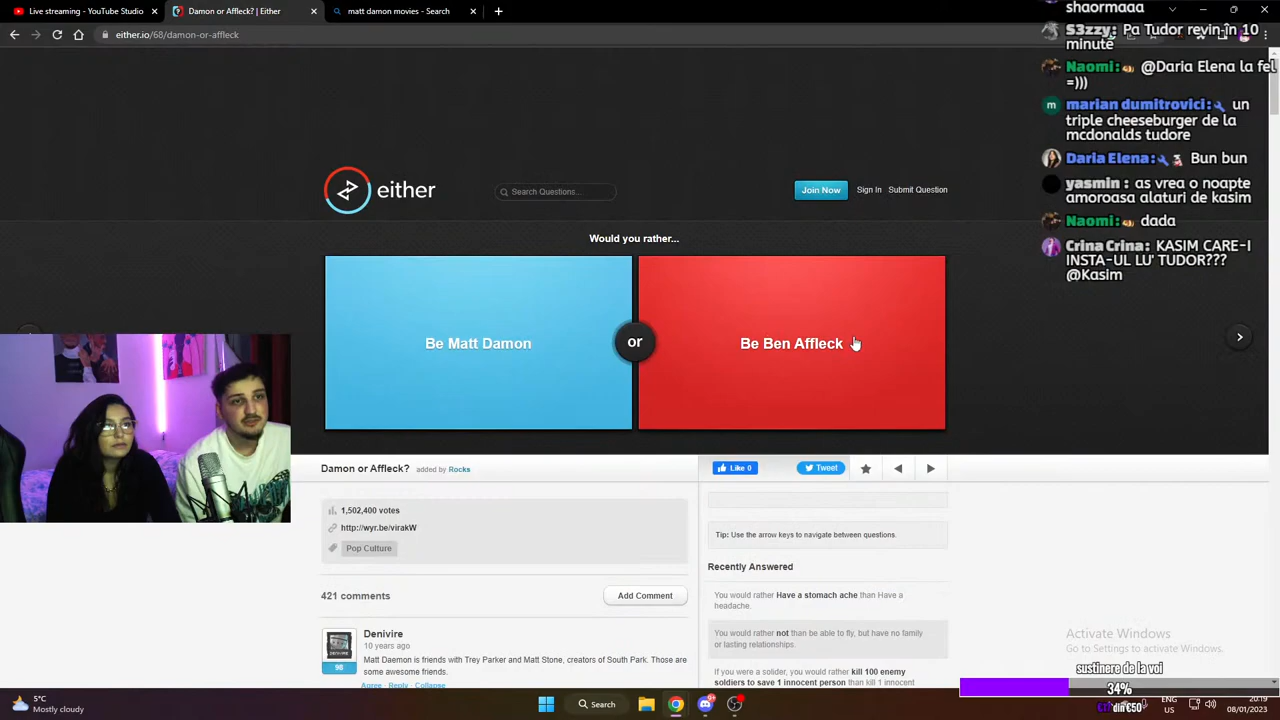 Live streaming - YouTube Studio
Damon or Affleck? | Either
matt damon movies - Search
either.io/68/damon-or-affleck
shaormaaa
S3zzy: Pa Tudor revin-in 10
minute
Naomi: @Daria Elena la fel
=)))
marian dumitrovici: un
triple cheeseburger de la
mcdonalds tudore
Daria Elena: Bun bun
yasmin : as vrea o noapte
amoroasa alaturi de kasim
Naomi: dada
Crina Crina: KASIM CARE-I
INSTA-UL LU' TUDOR???
@Kasim
either
Search Questions...
Join Now
Sign In
Submit Question
Would you rather...
Be Matt Damon
or
Be Ben Affleck
Damon or Affleck? added by Rocks
Like 0
Tweet
1,502,400 votes
http://wyr.be/virakW
Pop Culture
421 comments
Add Comment
Denivire
10 years ago
98
Matt Daemon is friends with Trey Parker and Matt Stone, creators of South Park. Those are
some awesome friends.
Agree · Reply · Collapse
Tip: Use the arrow keys to navigate between questions.
Recently Answered
You would rather Have a stomach ache than Have a
headache.
You would rather not than be able to fly, but have no family
or lasting relationships.
If you were a solider, you would rather kill 100 enemy
soldiers to save 1 innocent person than kill 1 innocent
Activate Windows
Go to Settings to activate Windows.
sustinere de la voi
34%
din €50
5°C
Mostly cloudy
Search
ENG
US
20:19
08/01/2023